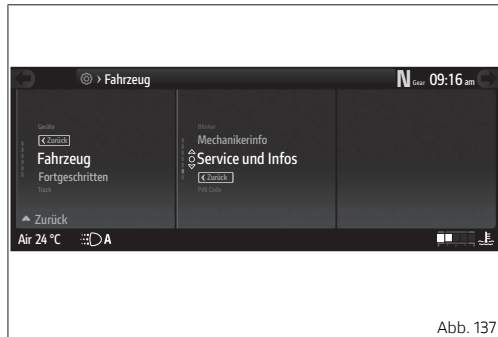 › Fahrzeug
N Gear 09:16 am
Geräte
Zurück
Fahrzeug
Fortgeschritten
Track
Zurück
Blinker
Mechanikerinfo
Service und Infos
Zurück
PIN Code
Air 24 °C
A
Abb. 137